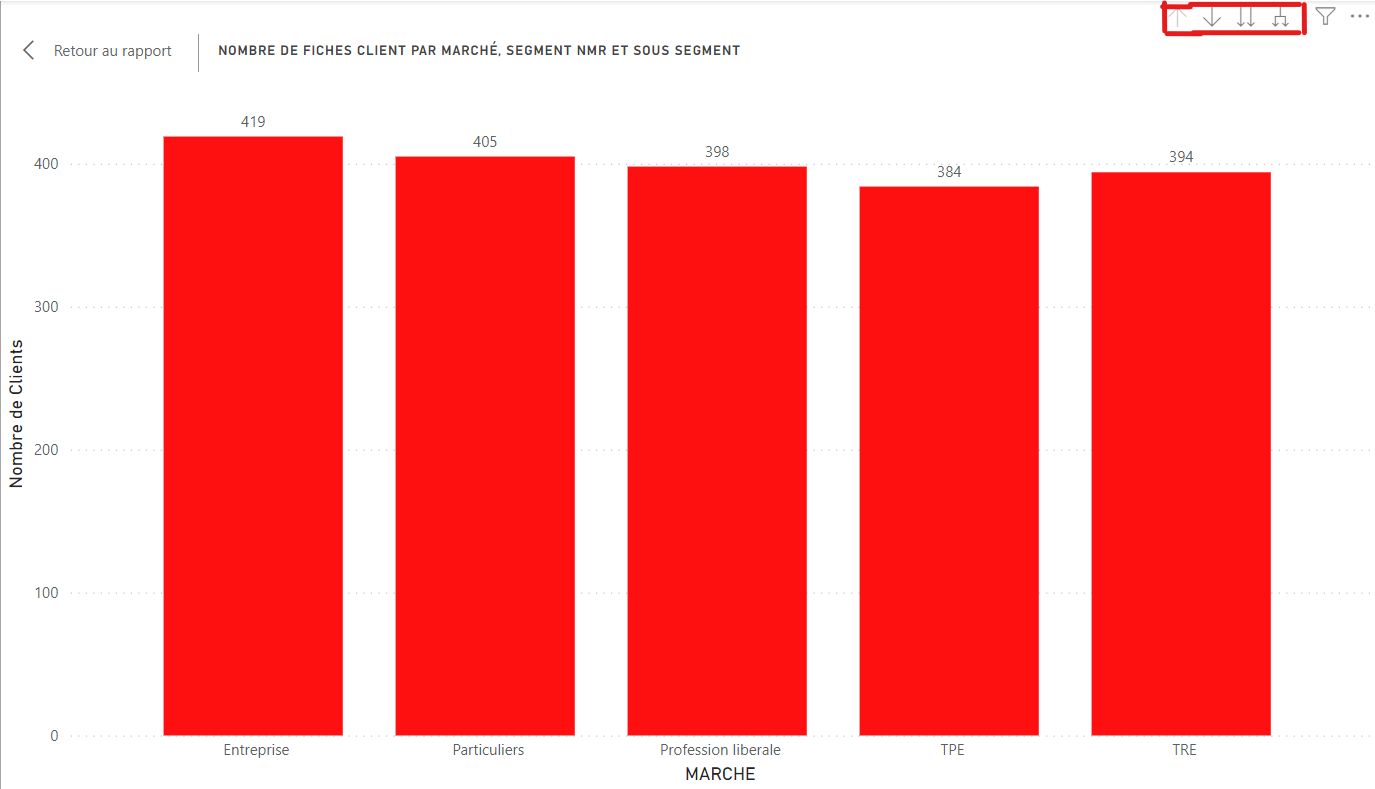 Retour au rapport
NOMBRE DE FICHES CLIENT PAR MARCHÉ, SEGMENT NMR ET SOUS SEGMENT
Nombre de Clients
400
300
200
100
0
419
405
398
384
394
Entreprise
Particuliers
Profession liberale
TPE
TRE
MARCHE